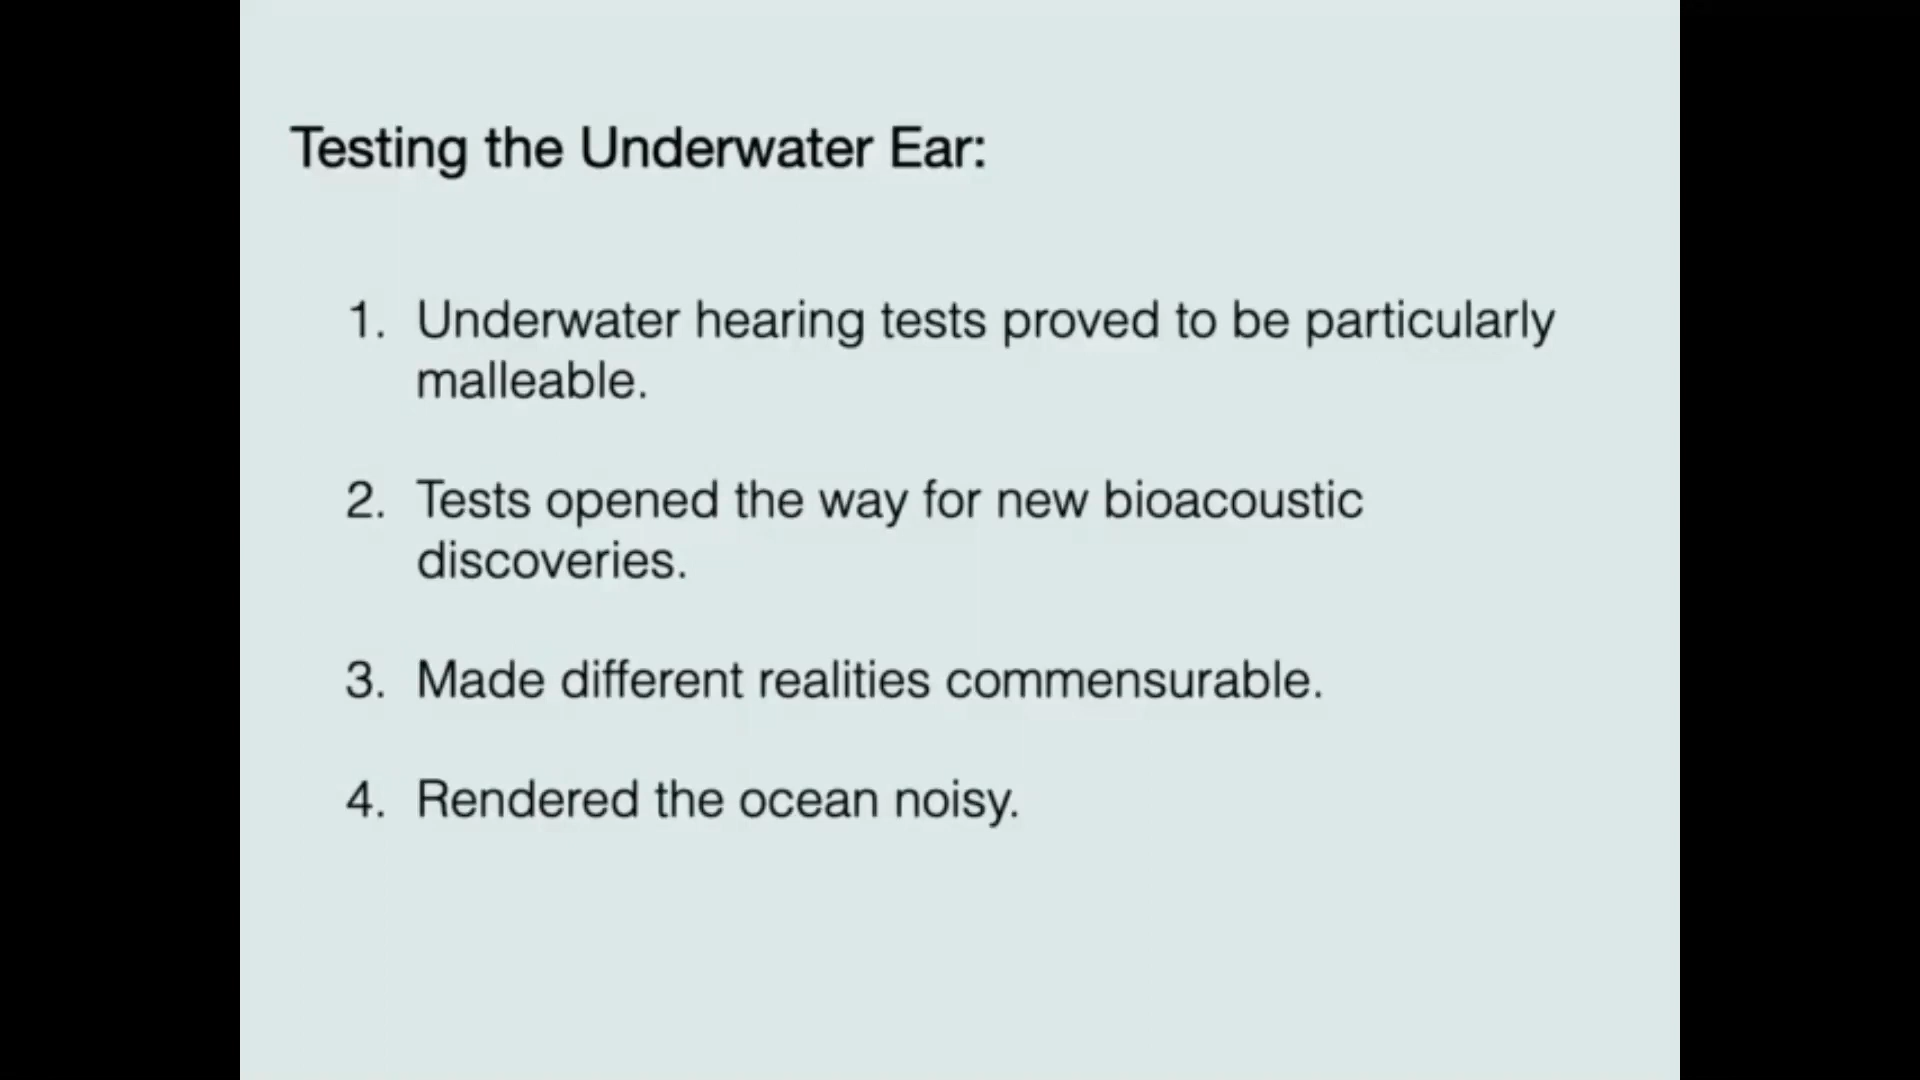 Testing the Underwater Ear:
1. Underwater hearing tests proved to be particularly
malleable.
2. Tests opened the way for new bioacoustic
discoveries.
3. Made different realities commensurable.
4. Rendered the ocean noisy.